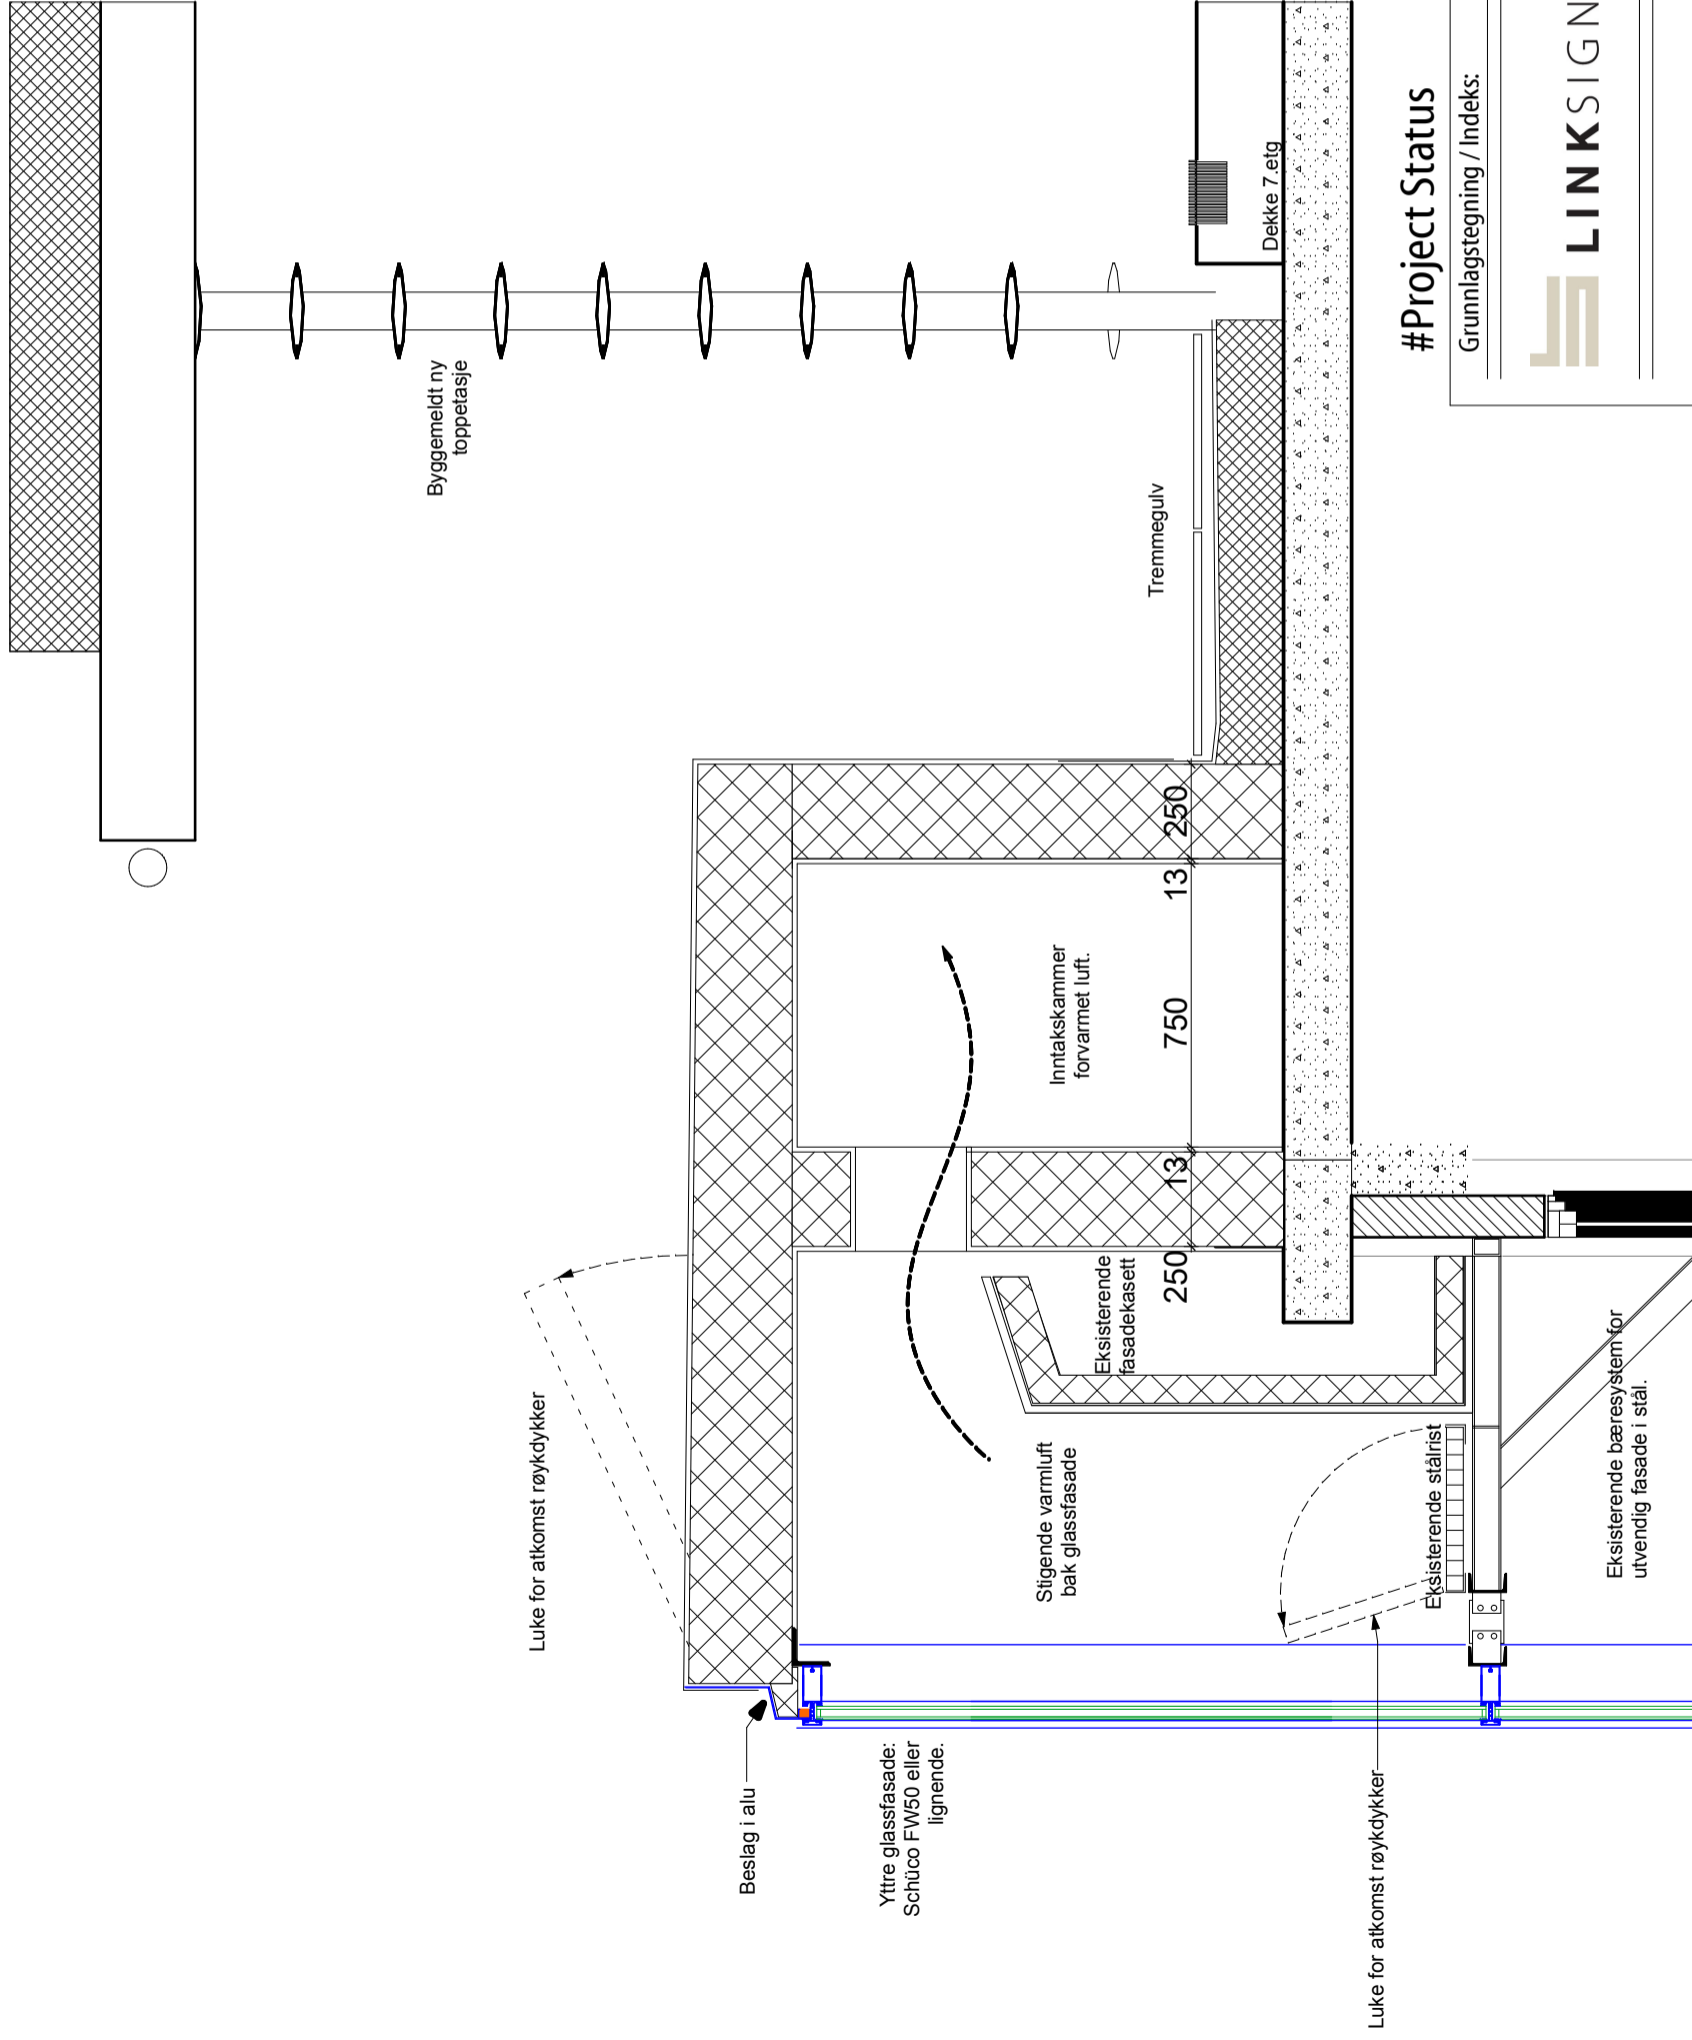 Luke for atkomst røykdykker
Beslag i alu
Yttre glassfasade:
Schüco FW50 eller
lignende.
Byggemeldt ny
toppetasje
Stigende varmluft
bak glassfasade
Inntakskammer
forvarmet luft.
Eksisterende
fasadekasett
Tremmegulv
250
13
750
13
250
Dekke 7.etg
Luke for atkomst røykdykker
Eksisterende stålrist
Eksisterende bæresystem for
utvendig fasade i stål.
#Project Status
Grunnlagstegning / Indeks:
LINKSIGN